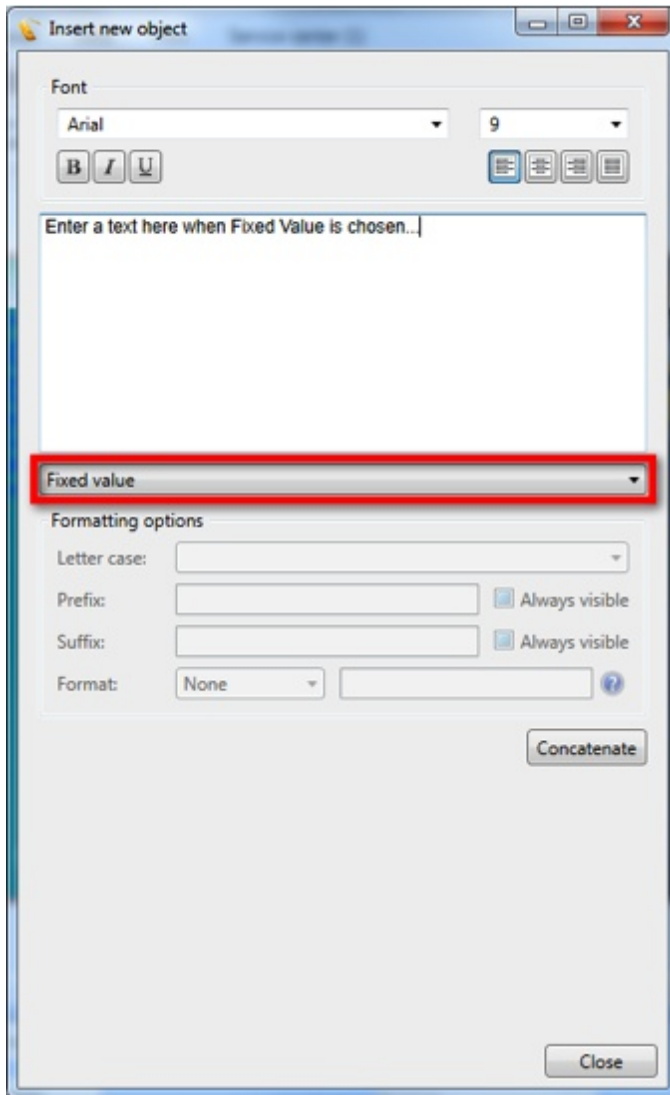 Insert new object
Font
Arial 9
B I U
Enter a text here when Fixed Value is chosen...
Fixed value
Formatting options
Letter case:
Prefix: Always visible
Suffix: Always visible
Format: None ?
Concatenate
Close